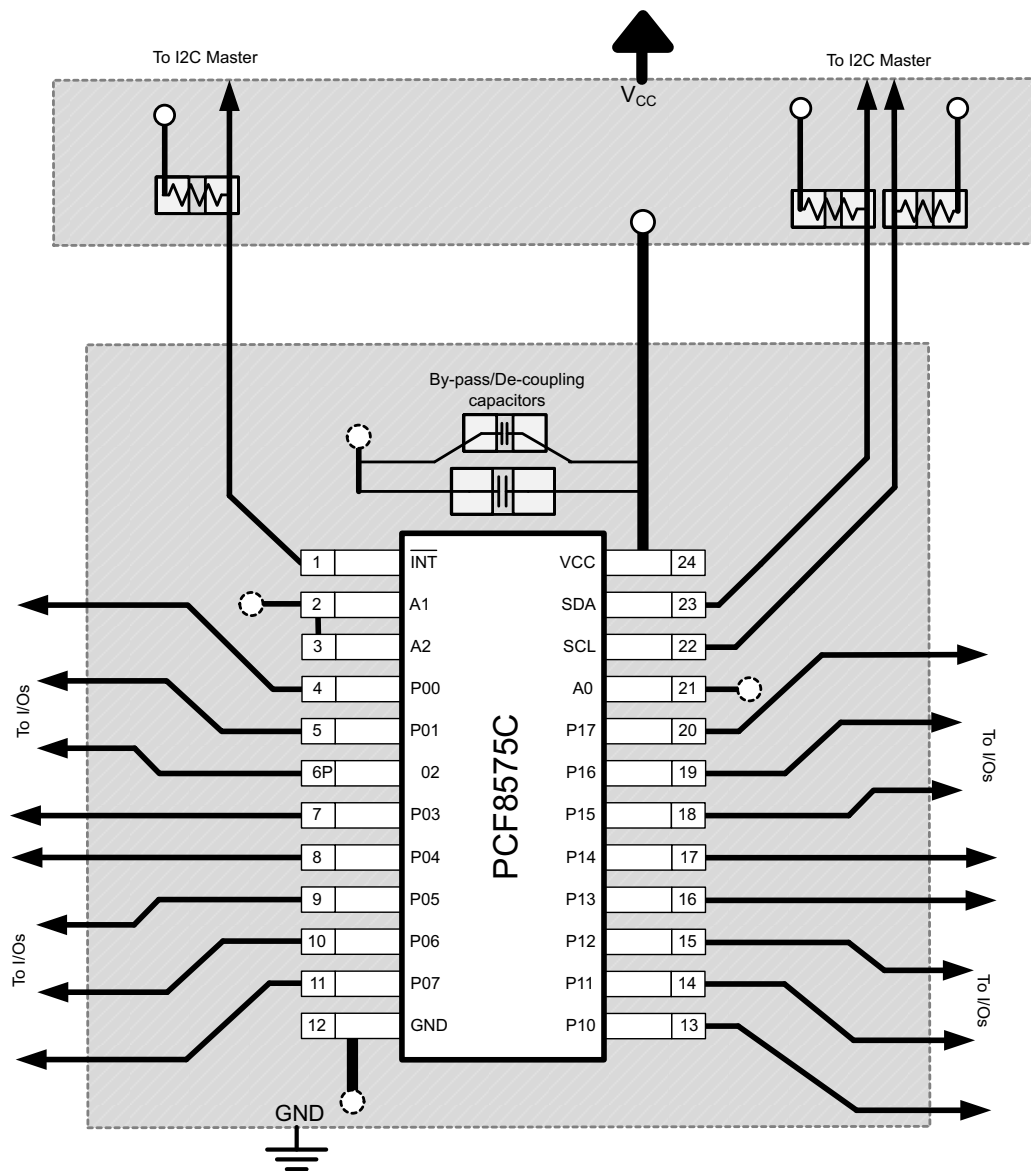 To I2C Master
VCC
To I2C Master
By-pass/De-coupling
capacitors
1 INT VCC 24
2 A1 SDA 23
3 A2 SCL 22
4 P00 A0 21
5 P01 P17 20
6P 02 P16 19
7 P03 P15 18
8 P04 P14 17
9 P05 P13 16
10 P06 P12 15
11 P07 P11 14
12 GND P10 13
PCF8575C
To I/Os
To I/Os
To I/Os
To I/Os
GND